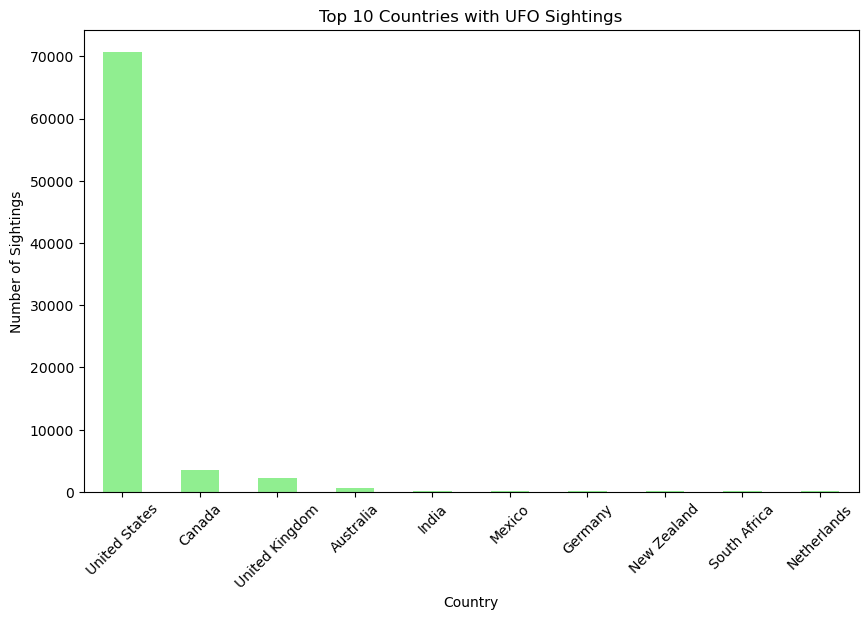 Top 10 Countries with UFO Sightings
Number of Sightings
70000
60000
50000
40000
30000
20000
10000
0
United States
Canada
United Kingdom
Australia
India
Mexico
Germany
New Zealand
South Africa
Netherlands
Country